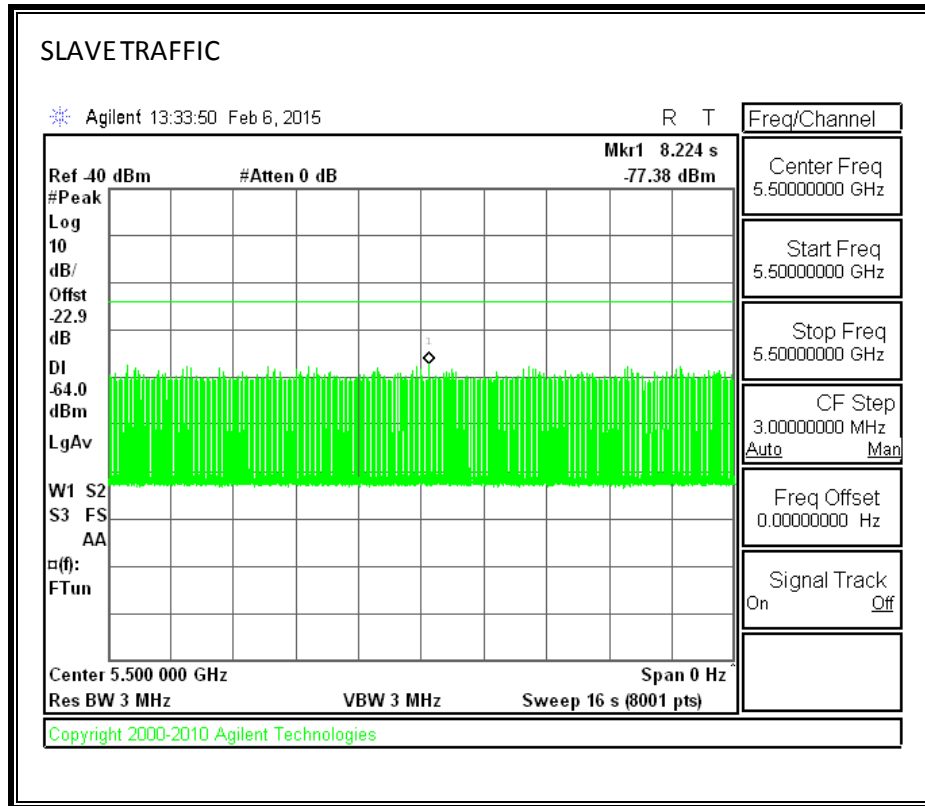 SLAVE TRAFFIC
Agilent 13:33:50 Feb 6, 2015 R T
Freq/Channel
Mkr1 8.224 s
Ref -40 dBm #Atten 0 dB -77.38 dBm
#Peak
Log
10
dB/
Offst
-22.9
dB
DI
-64.0
dBm
LgAv
W1 S2
S3 FS
AA
¤(f):
FTun
1
Center 5.500 000 GHz Span 0 Hz
Res BW 3 MHz VBW 3 MHz Sweep 16 s (8001 pts)
Center Freq
5.50000000 GHz
Start Freq
5.50000000 GHz
Stop Freq
5.50000000 GHz
CF Step
3.00000000 MHz
Auto Man
Freq Offset
0.00000000 Hz
Signal Track
On Off
Copyright 2000-2010 Agilent Technologies